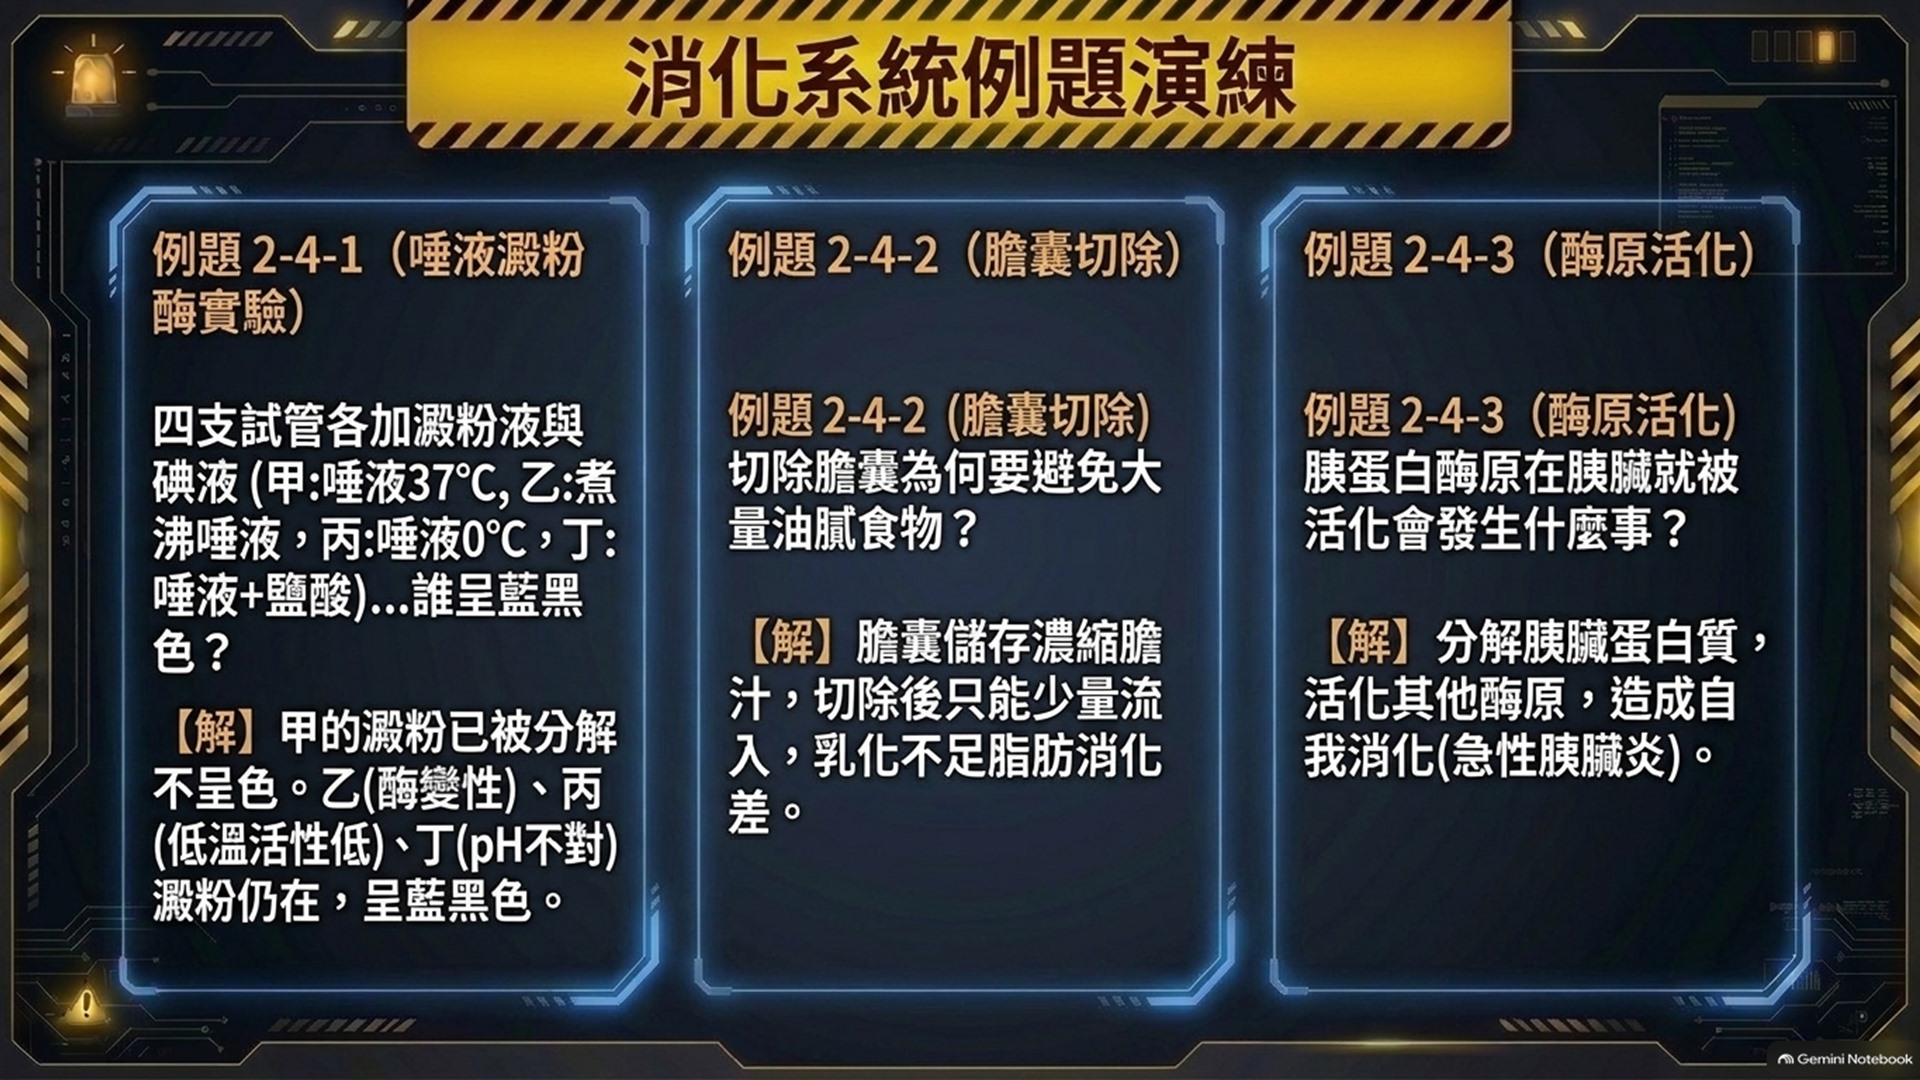 消化系統例題演練
例題 2-4-1（唾液澱粉
酶實驗）
四支試管各加澱粉液與
碘液 (甲:唾液37℃, 乙:煮
沸唾液，丙:唾液0℃，丁:
唾液+鹽酸)...誰呈藍黑
色？
【解】甲的澱粉已被分解
不呈色。乙(酶變性)、丙
(低溫活性低)、丁(pH不對)
澱粉仍在，呈藍黑色。
例題 2-4-2（膽囊切除）
例題 2-4-2 (膽囊切除)
切除膽囊為何要避免大
量油膩食物？
【解】膽囊儲存濃縮膽
汁，切除後只能少量流
入，乳化不足脂肪消化
差。
例題 2-4-3（酶原活化）
例題 2-4-3（酶原活化)
胰蛋白酶原在胰臟就被
活化會發生什麼事？
【解】分解胰臟蛋白質，
活化其他酶原，造成自
我消化(急性胰臟炎)。
Gemini Notebook